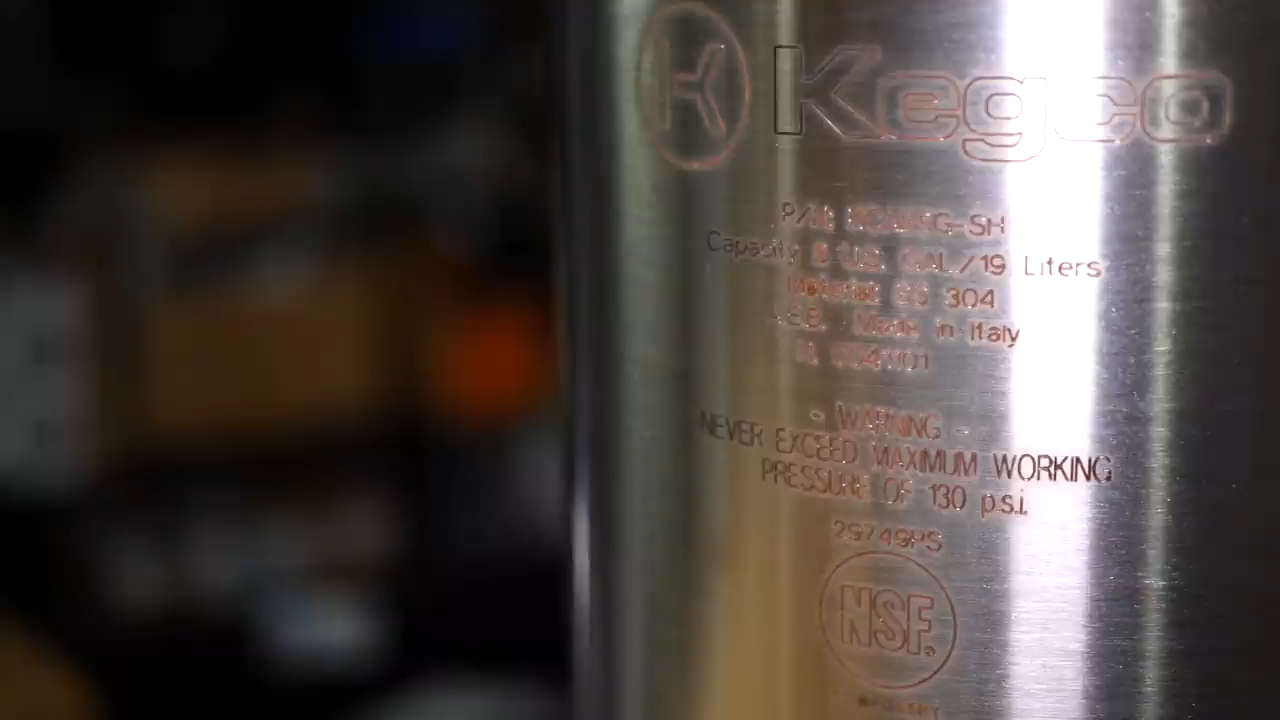 K Kegco
Capacity 5 U.S. GAL/19 Liters
Material SS 304
Made in Italy
- WARNING -
NEVER EXCEED MAXIMUM WORKING
PRESSURE OF 130 p.s.i.
29749PS
NSF.